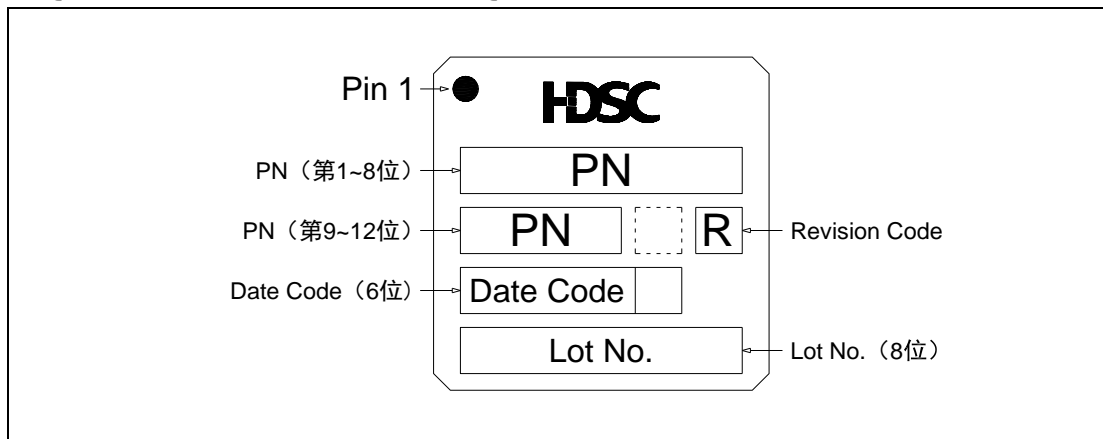 Pin 1
HDSC
PN（第1~8位）
PN
PN（第9~12位）
PN
R
Revision Code
Date Code（6位）
Date Code
Lot No.
Lot No.（8位）